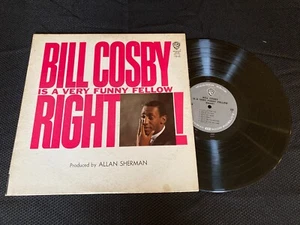 BILL COSBY
IS A VERY FUNNY FELLOW
RIGHT!
Produced by ALLAN SHERMAN